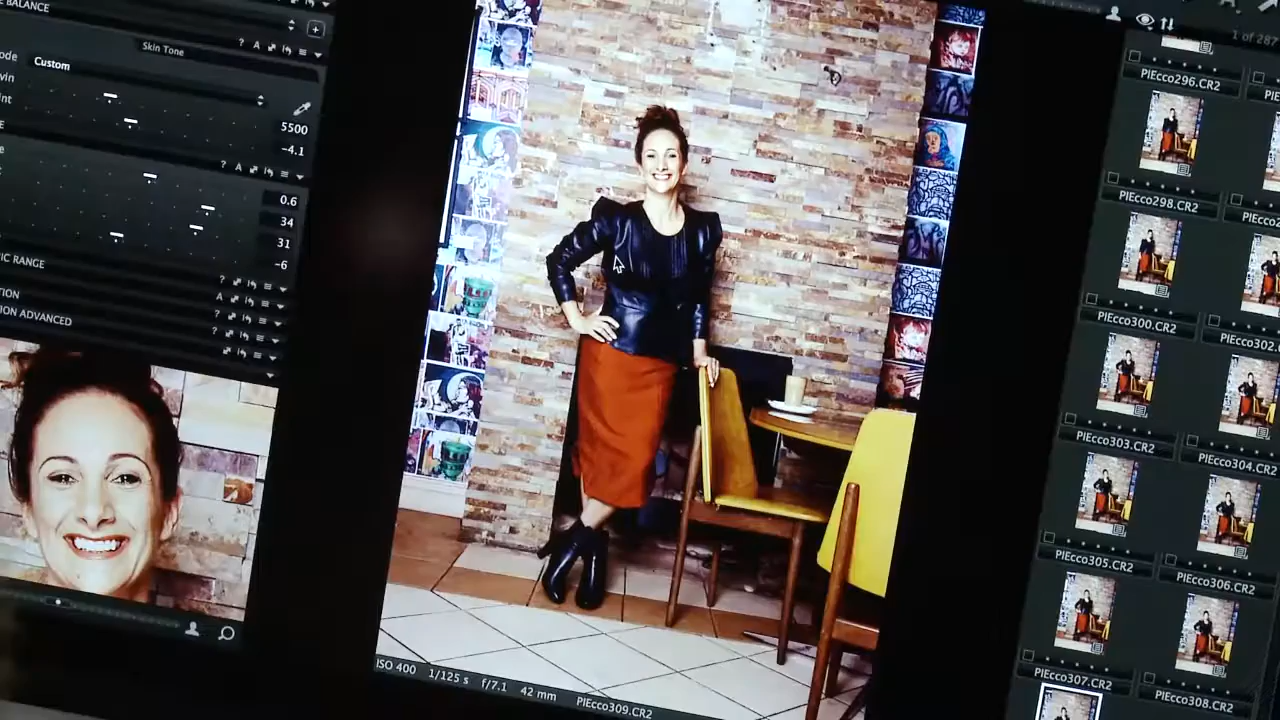 E BALANCE
Skin Tone
Custom
5500
-4.1
0.6
34
31
-6
IC RANGE
TION
TION ADVANCED
ISO 400 1/125 s f/7.1 42 mm
PIEcco309.CR2
1 of 287
PIEcco296.CR2
PIEcco298.CR2
PIEcco300.CR2
PIEcco302.
PIEcco303.CR2
PIEcco304.CR2
PIEcco305.CR2
PIEcco306.CR2
PIEcco307.CR2
PIEcco308.CR2